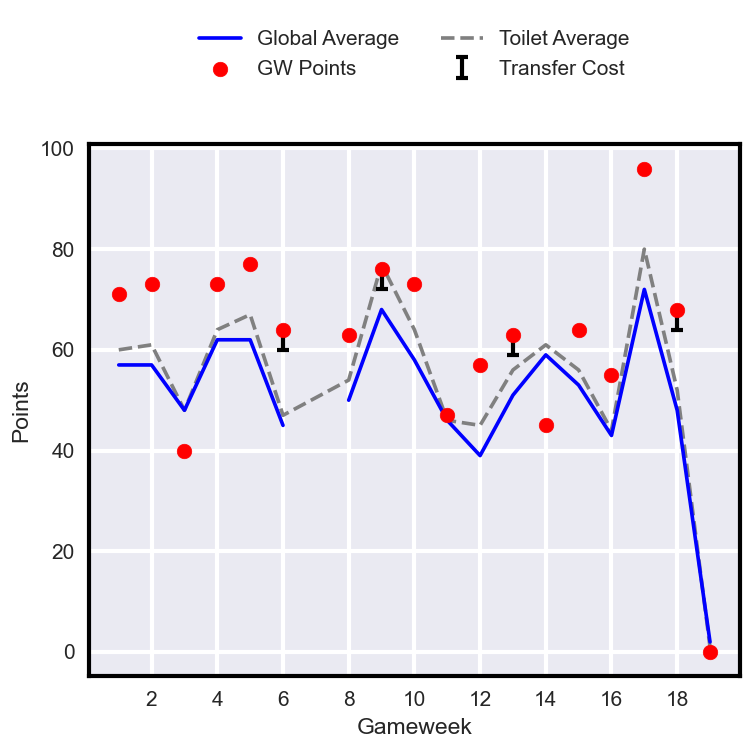 Global Average
Toilet Average
GW Points
Transfer Cost
100
80
60
40
20
0
Points
2 4 6 8 10 12 14 16 18
Gameweek